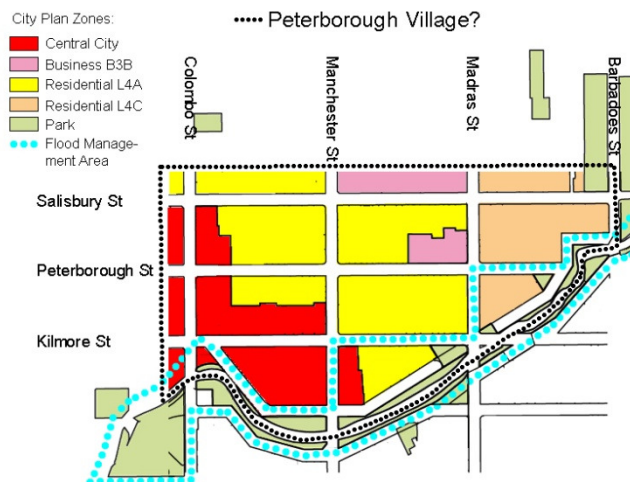 City Plan Zones:
Central City
Business B3B
Residential L4A
Residential L4C
Park
Flood Manage-
ment Area
Peterborough Village?
Colombo St
Manchester St
Madras St
Barbadoes St
Salisbury St
Peterborough St
Kilmore St